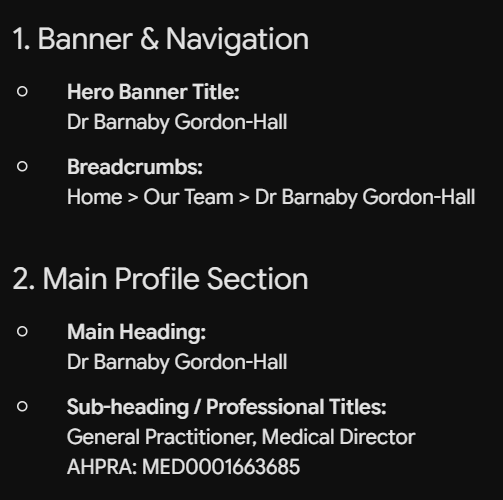 1. Banner & Navigation
Hero Banner Title:
Dr Barnaby Gordon-Hall
Breadcrumbs:
Home > Our Team > Dr Barnaby Gordon-Hall
2. Main Profile Section
Main Heading:
Dr Barnaby Gordon-Hall
Sub-heading / Professional Titles:
General Practitioner, Medical Director
AHPRA: MED0001663685